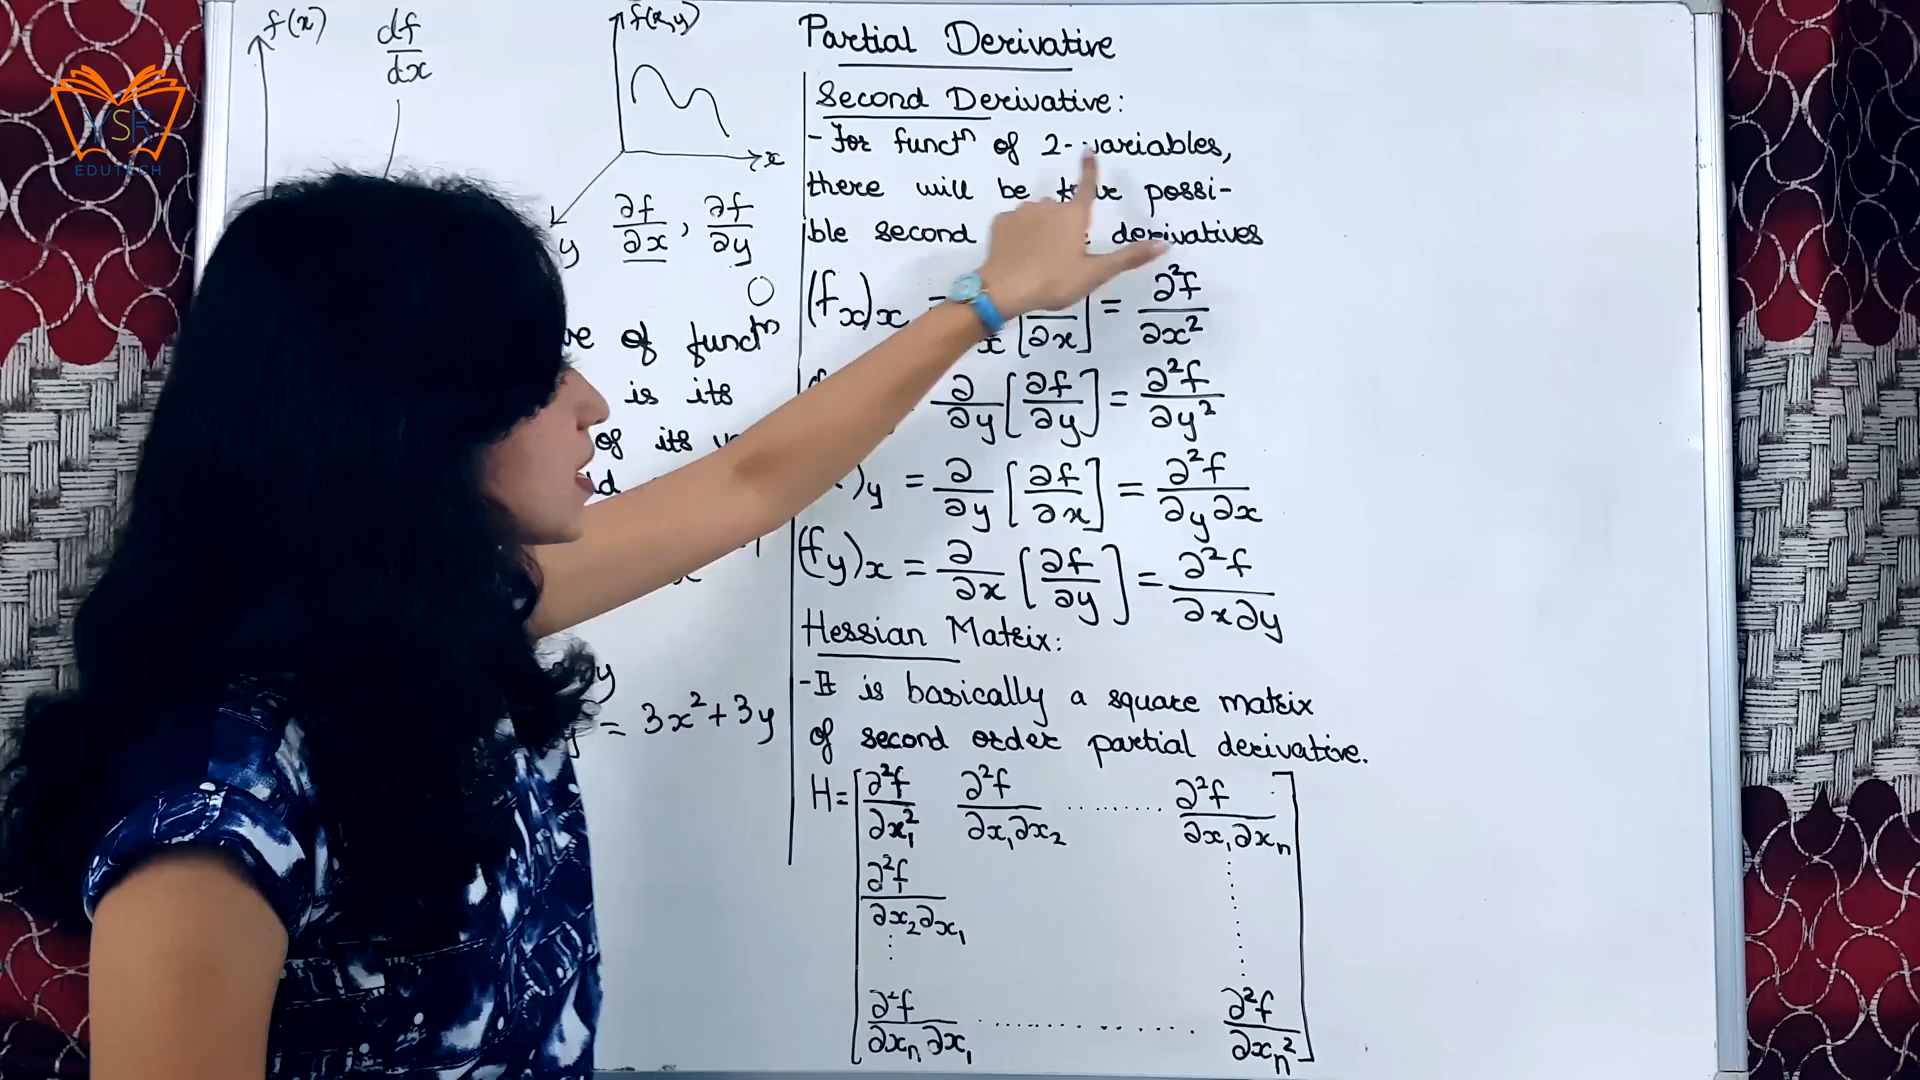 YSR
EDUTECH
f(x)
df/dx
f(x,y)
x
y
∂f/∂x , ∂f/∂y
of functⁿ
is its
of its
y
= 3x² + 3y
Partial Derivative
Second Derivative:
- For functⁿ of 2-variables,
there will be possi-
ble second derivatives
(fx)x = [ /∂x] = ∂²f/∂x²
∂/∂y [∂f/∂y] = ∂²f/∂y²
)y = ∂/∂y [∂f/∂x] = ∂²f/∂y∂x
(fy)x = ∂/∂x [∂f/∂y] = ∂²f/∂x∂y
Hessian Matrix:
- It is basically a square matrix
of second order partial derivative.
H = [ ∂²f/∂x₁² ∂²f/∂x₁∂x₂ ......... ∂²f/∂x₁∂xₙ
∂²f/∂x₂∂x₁
∂²f/∂xₙ∂x₁ ............... ∂²f/∂xₙ² ]